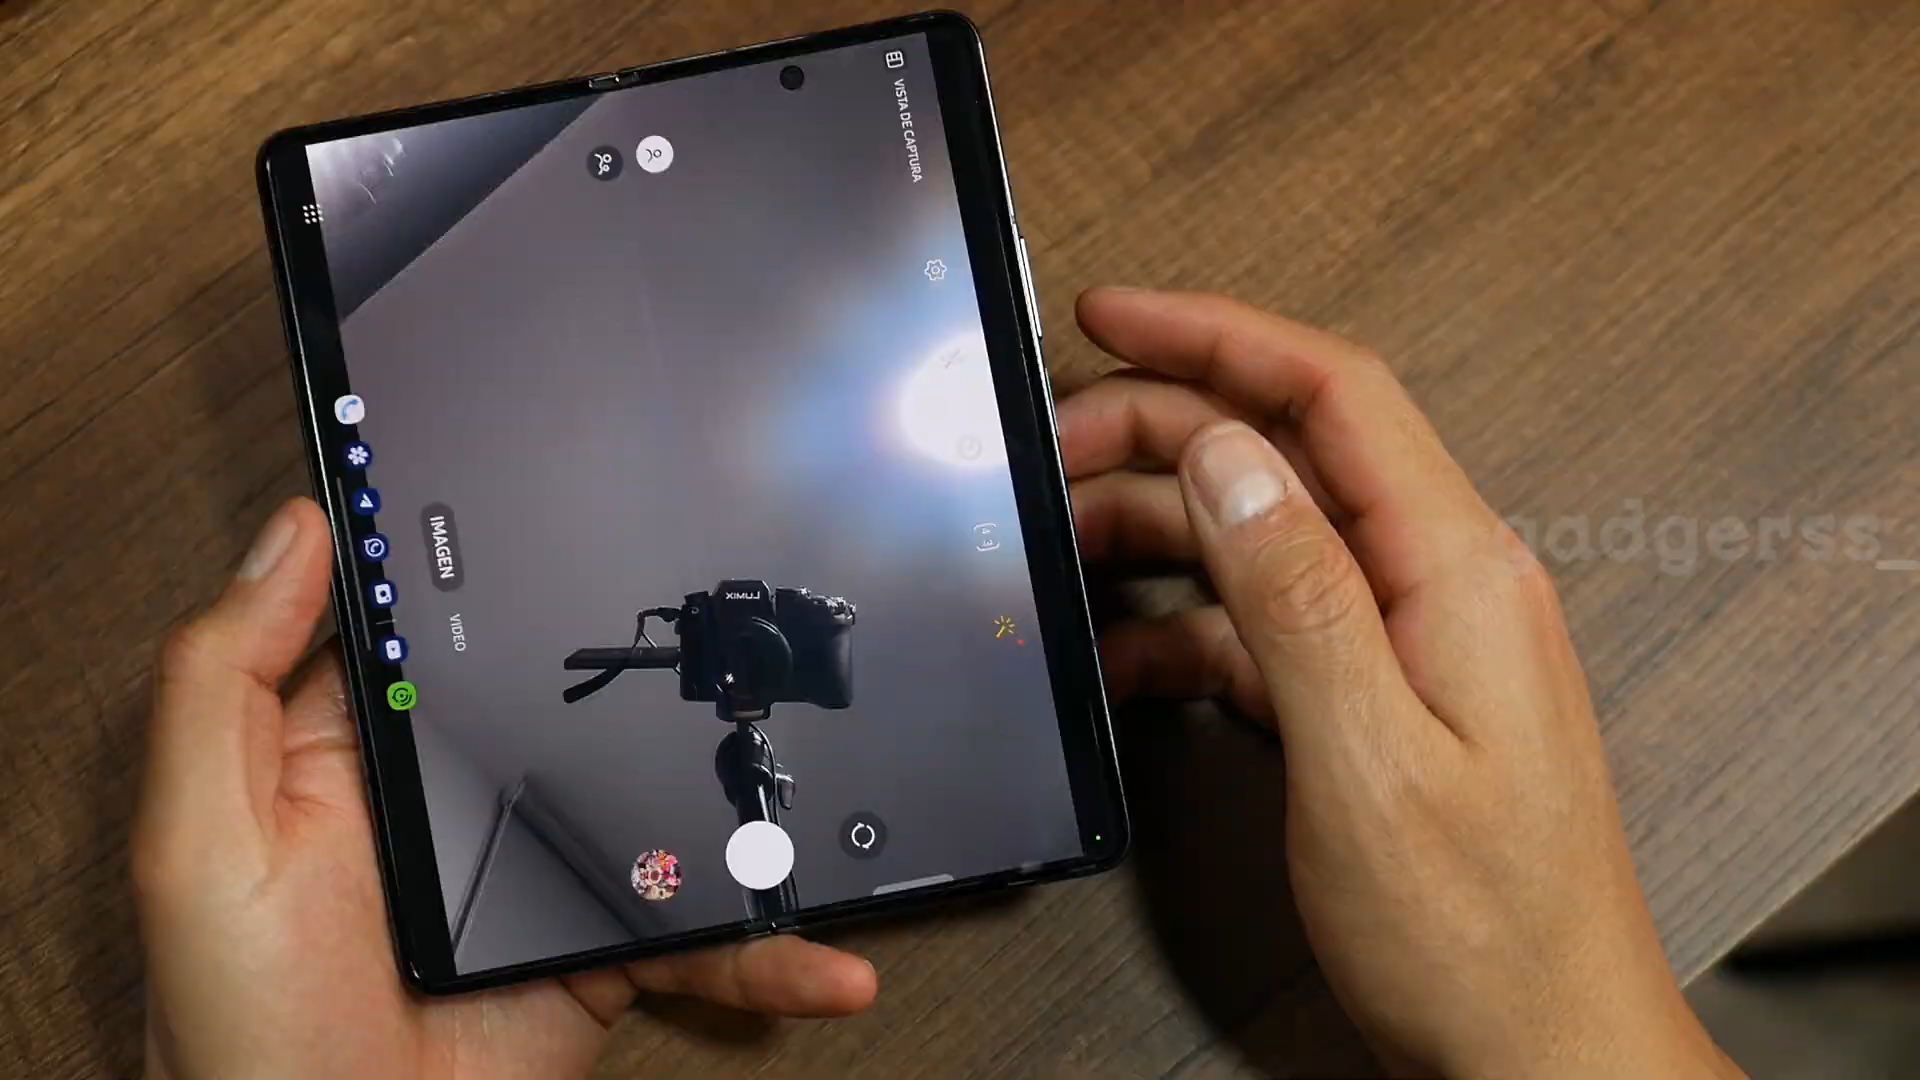 VISTA DE CAPTURA
IMAGEN
VIDEO
LUMIX
gadgerss_